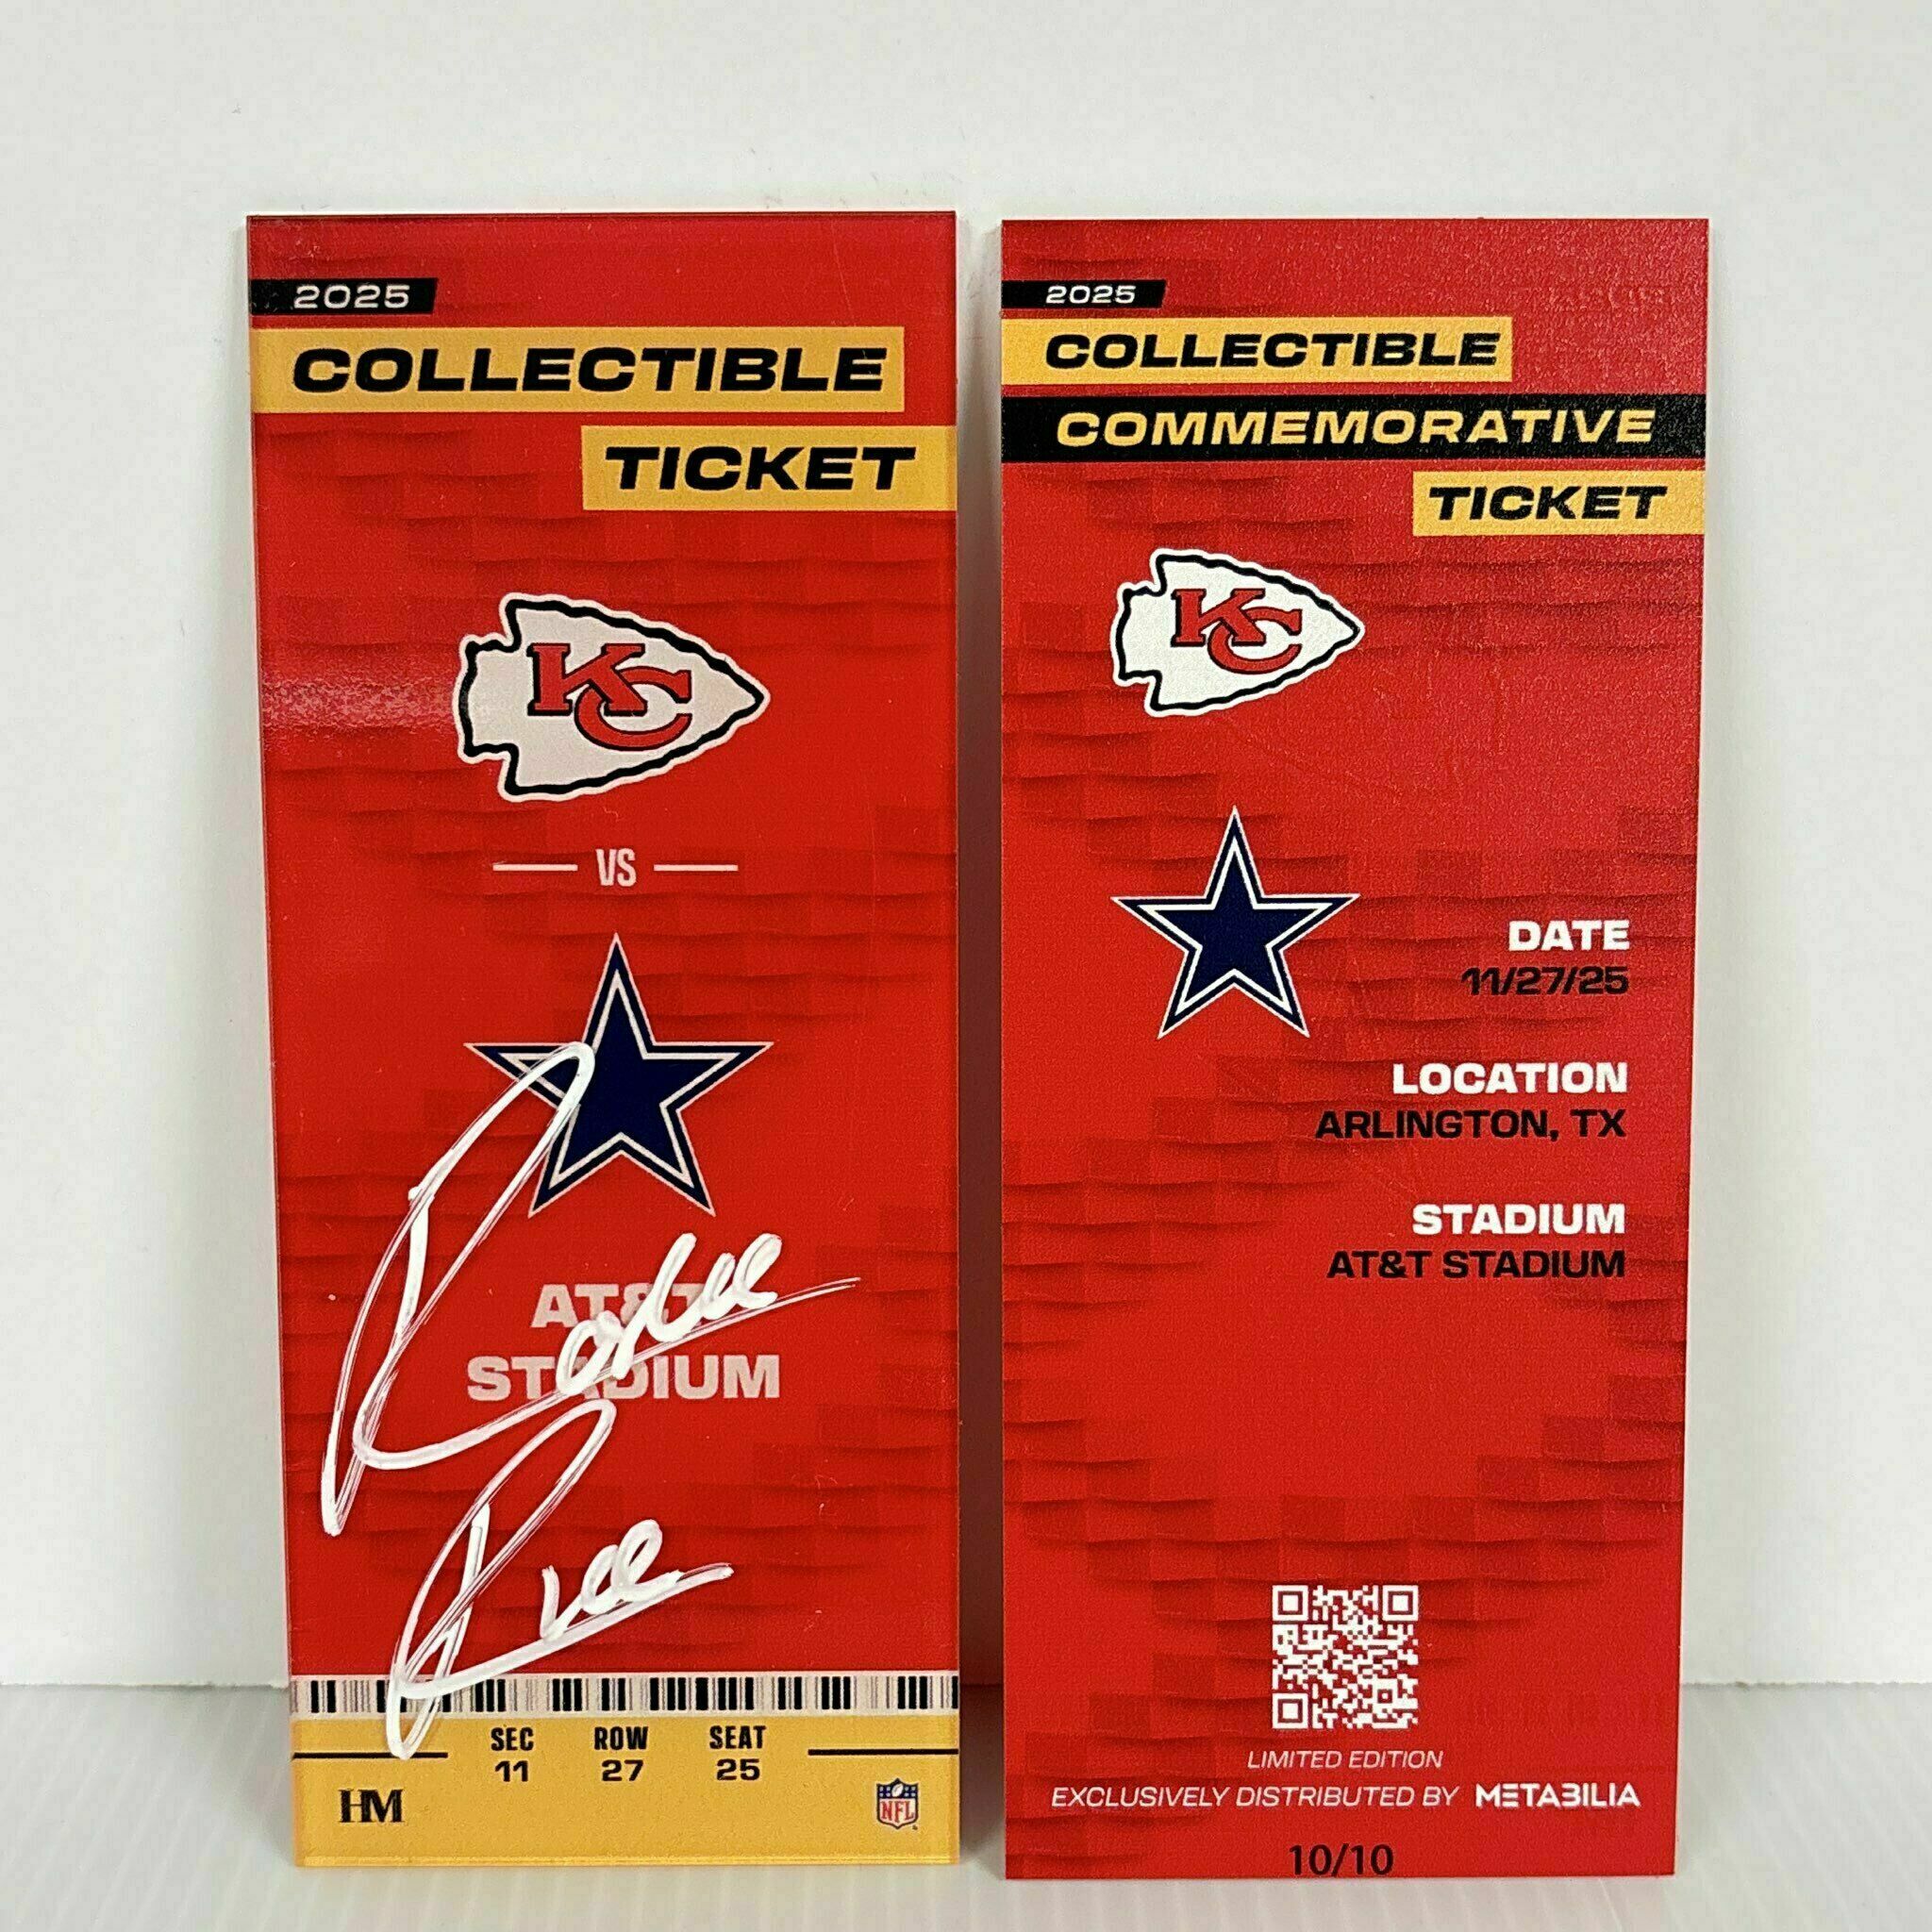 2025
COLLECTIBLE
TICKET
KC
VS
AT&T
STADIUM
Rashee
Rice
SEC ROW SEAT
11 27 25
HM
NFL
2025
COLLECTIBLE
COMMEMORATIVE
TICKET
KC
DATE
11/27/25
LOCATION
ARLINGTON, TX
STADIUM
AT&T STADIUM
LIMITED EDITION
EXCLUSIVELY DISTRIBUTED BY METABILIA
10/10